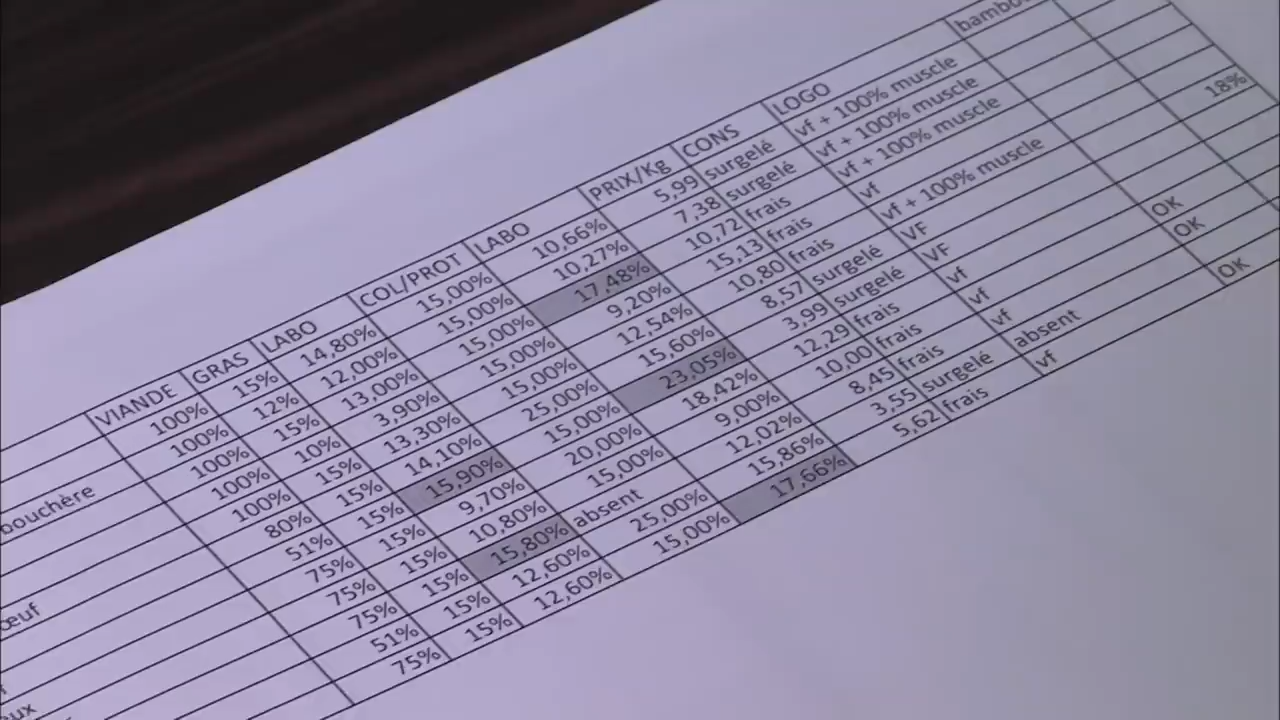 VIANDE GRAS LABO COL/PROT LABO PRIX/Kg CONS LOGO
100% 15% 14,80% 15,00% 10,66% 5,99 surgelé vf + 100% muscle
bouchère 100% 12% 12,00% 15,00% 10,27% 7,38 surgelé vf + 100% muscle
100% 15% 13,00% 15,00% 17,48% 10,72 frais vf + 100% muscle
100% 10% 3,90% 15,00% 9,20% 15,13 frais vf
œuf 100% 15% 13,30% 15,00% 12,54% 10,80 frais vf + 100% muscle
80% 15% 14,10% 25,00% 15,60% 8,57 surgelé VF 18%
51% 15% 15,90% 15,00% 23,05% 3,99 surgelé VF
75% 15% 9,70% 20,00% 18,42% 12,29 frais vf
75% 15% 10,80% 15,00% 9,00% 10,00 frais vf OK
75% 15% 15,80% absent 12,02% 8,45 frais vf OK
51% 15% 12,60% 25,00% 15,86% 3,55 surgelé absent
75% 15% 12,60% 15,00% 17,66% 5,62 frais vf OK